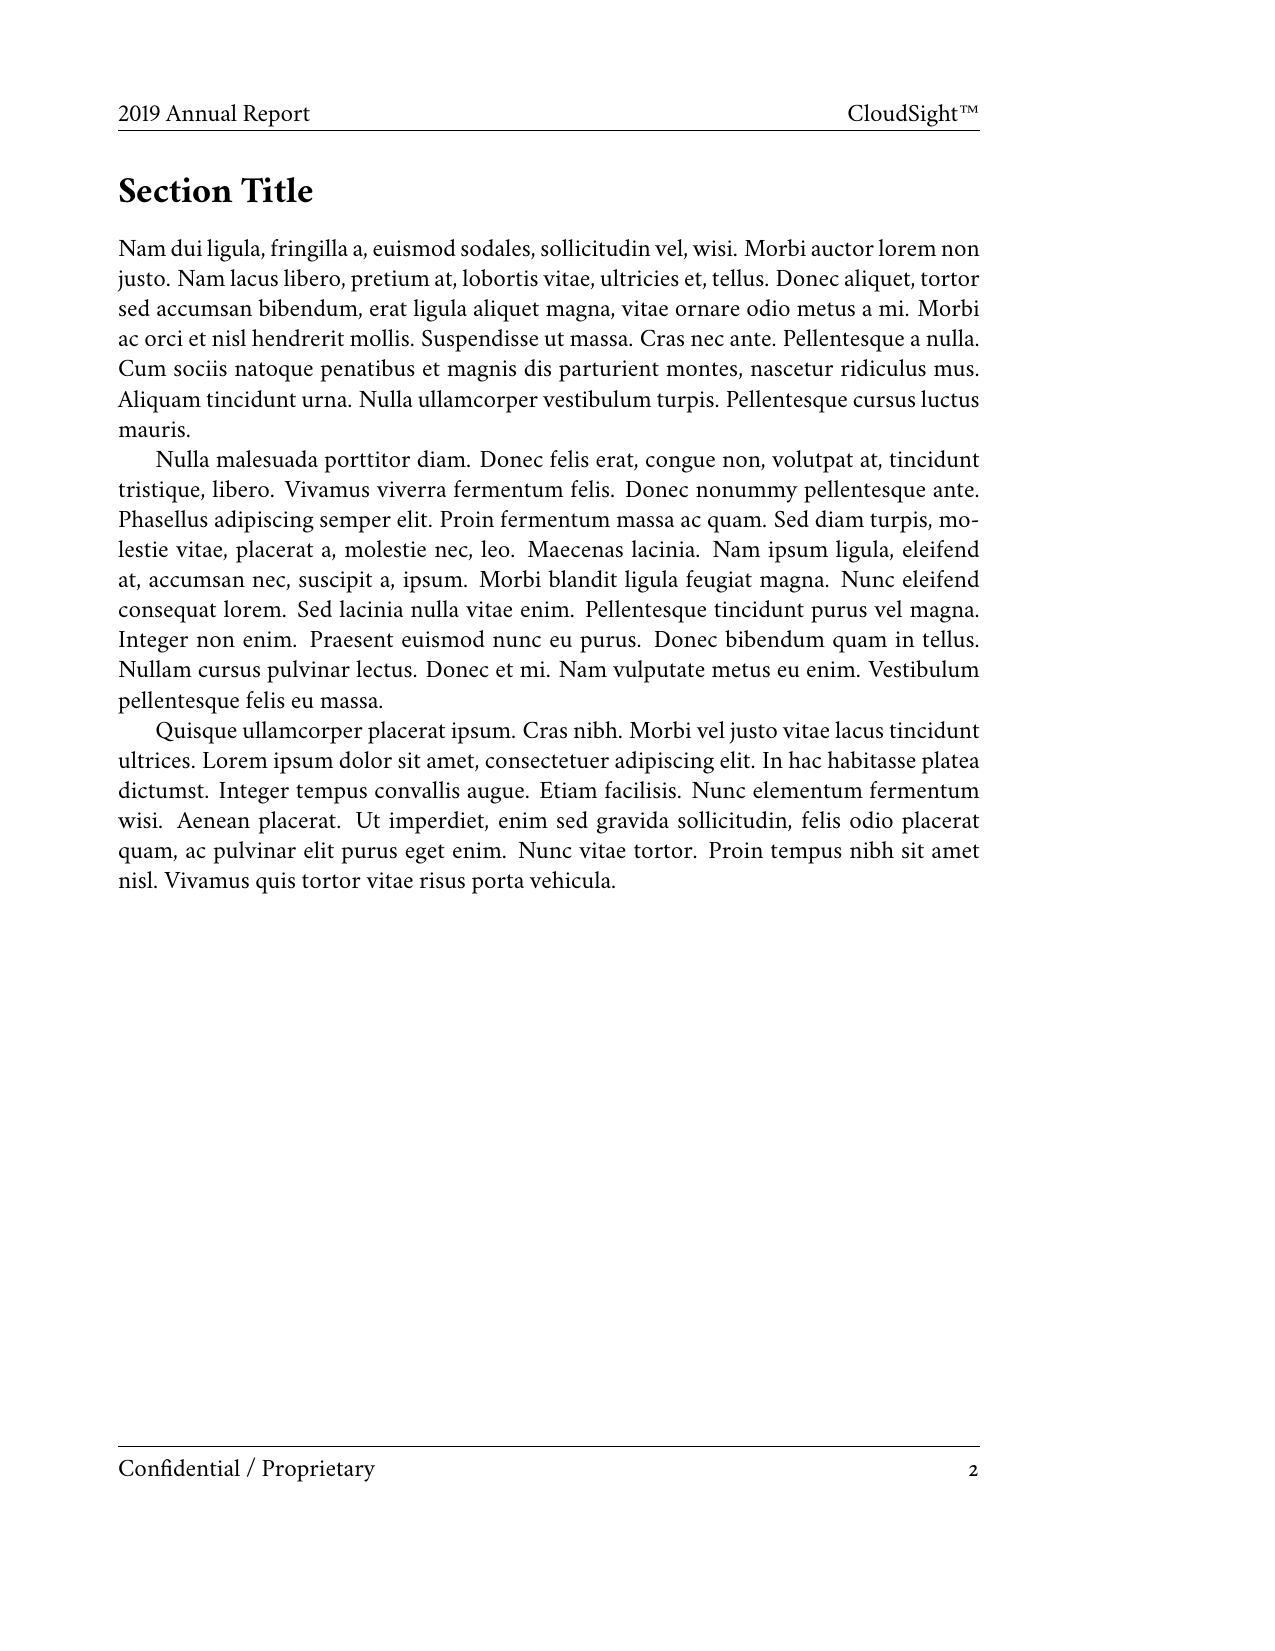 2019 Annual Report CloudSight™
Section Title
Nam dui ligula, fringilla a, euismod sodales, sollicitudin vel, wisi. Morbi auctor lorem non
justo. Nam lacus libero, pretium at, lobortis vitae, ultricies et, tellus. Donec aliquet, tortor
sed accumsan bibendum, erat ligula aliquet magna, vitae ornare odio metus a mi. Morbi
ac orci et nisl hendrerit mollis. Suspendisse ut massa. Cras nec ante. Pellentesque a nulla.
Cum sociis natoque penatibus et magnis dis parturient montes, nascetur ridiculus mus.
Aliquam tincidunt urna. Nulla ullamcorper vestibulum turpis. Pellentesque cursus luctus
mauris.
Nulla malesuada porttitor diam. Donec felis erat, congue non, volutpat at, tincidunt
tristique, libero. Vivamus viverra fermentum felis. Donec nonummy pellentesque ante.
Phasellus adipiscing semper elit. Proin fermentum massa ac quam. Sed diam turpis, mo-
lestie vitae, placerat a, molestie nec, leo. Maecenas lacinia. Nam ipsum ligula, eleifend
at, accumsan nec, suscipit a, ipsum. Morbi blandit ligula feugiat magna. Nunc eleifend
consequat lorem. Sed lacinia nulla vitae enim. Pellentesque tincidunt purus vel magna.
Integer non enim. Praesent euismod nunc eu purus. Donec bibendum quam in tellus.
Nullam cursus pulvinar lectus. Donec et mi. Nam vulputate metus eu enim. Vestibulum
pellentesque felis eu massa.
Quisque ullamcorper placerat ipsum. Cras nibh. Morbi vel justo vitae lacus tincidunt
ultrices. Lorem ipsum dolor sit amet, consectetuer adipiscing elit. In hac habitasse platea
dictumst. Integer tempus convallis augue. Etiam facilisis. Nunc elementum fermentum
wisi. Aenean placerat. Ut imperdiet, enim sed gravida sollicitudin, felis odio placerat
quam, ac pulvinar elit purus eget enim. Nunc vitae tortor. Proin tempus nibh sit amet
nisl. Vivamus quis tortor vitae risus porta vehicula.
Confidential / Proprietary 2